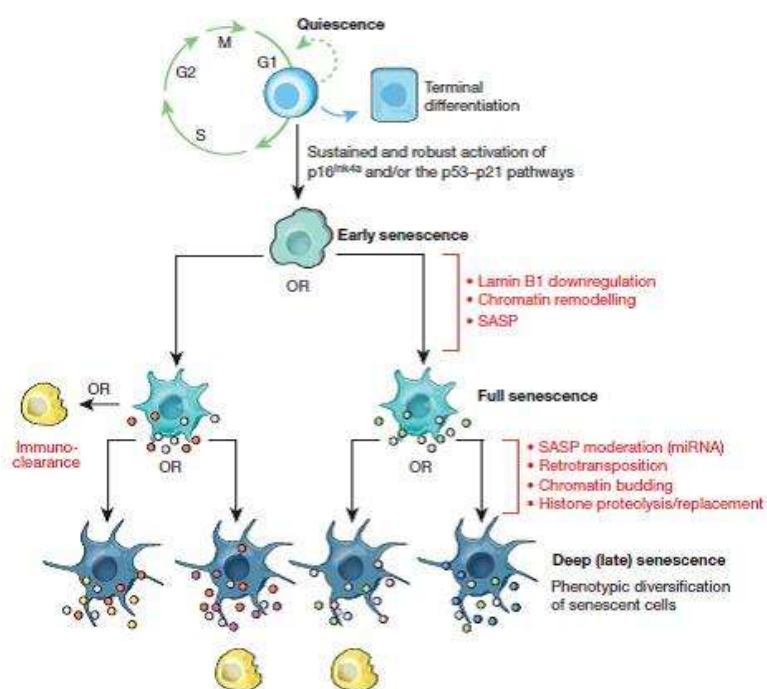 Quiescence
M
G1
G2
S
Terminal
differentiation
Sustained and robust activation of
p16Ink4a and/or the p53–p21 pathways
Early senescence
OR
• Lamin B1 downregulation
• Chromatin remodelling
• SASP
OR
Full senescence
Immuno-
clearance
OR
OR
• SASP moderation (miRNA)
• Retrotransposition
• Chromatin budding
• Histone proteolysis/replacement
Deep (late) senescence
Phenotypic diversification
of senescent cells